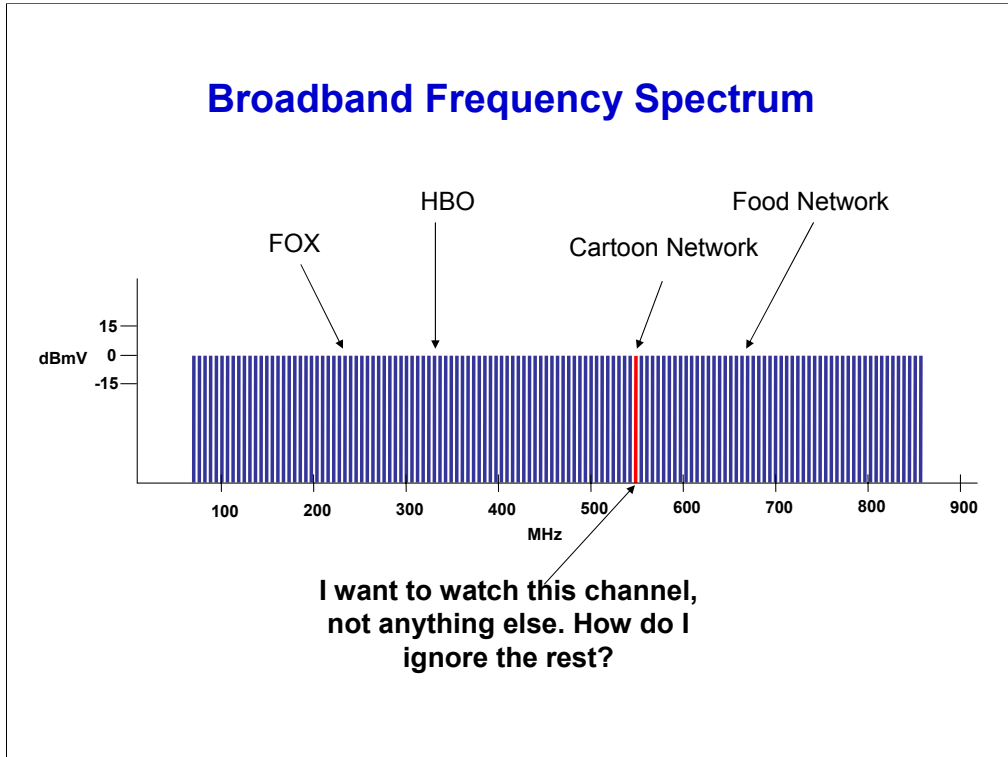 Broadband Frequency Spectrum
HBO
Food Network
FOX
Cartoon Network
15
dBmV
0
-15
100
200
300
400
500
600
700
800
900
MHz
I want to watch this channel,
not anything else. How do I
ignore the rest?